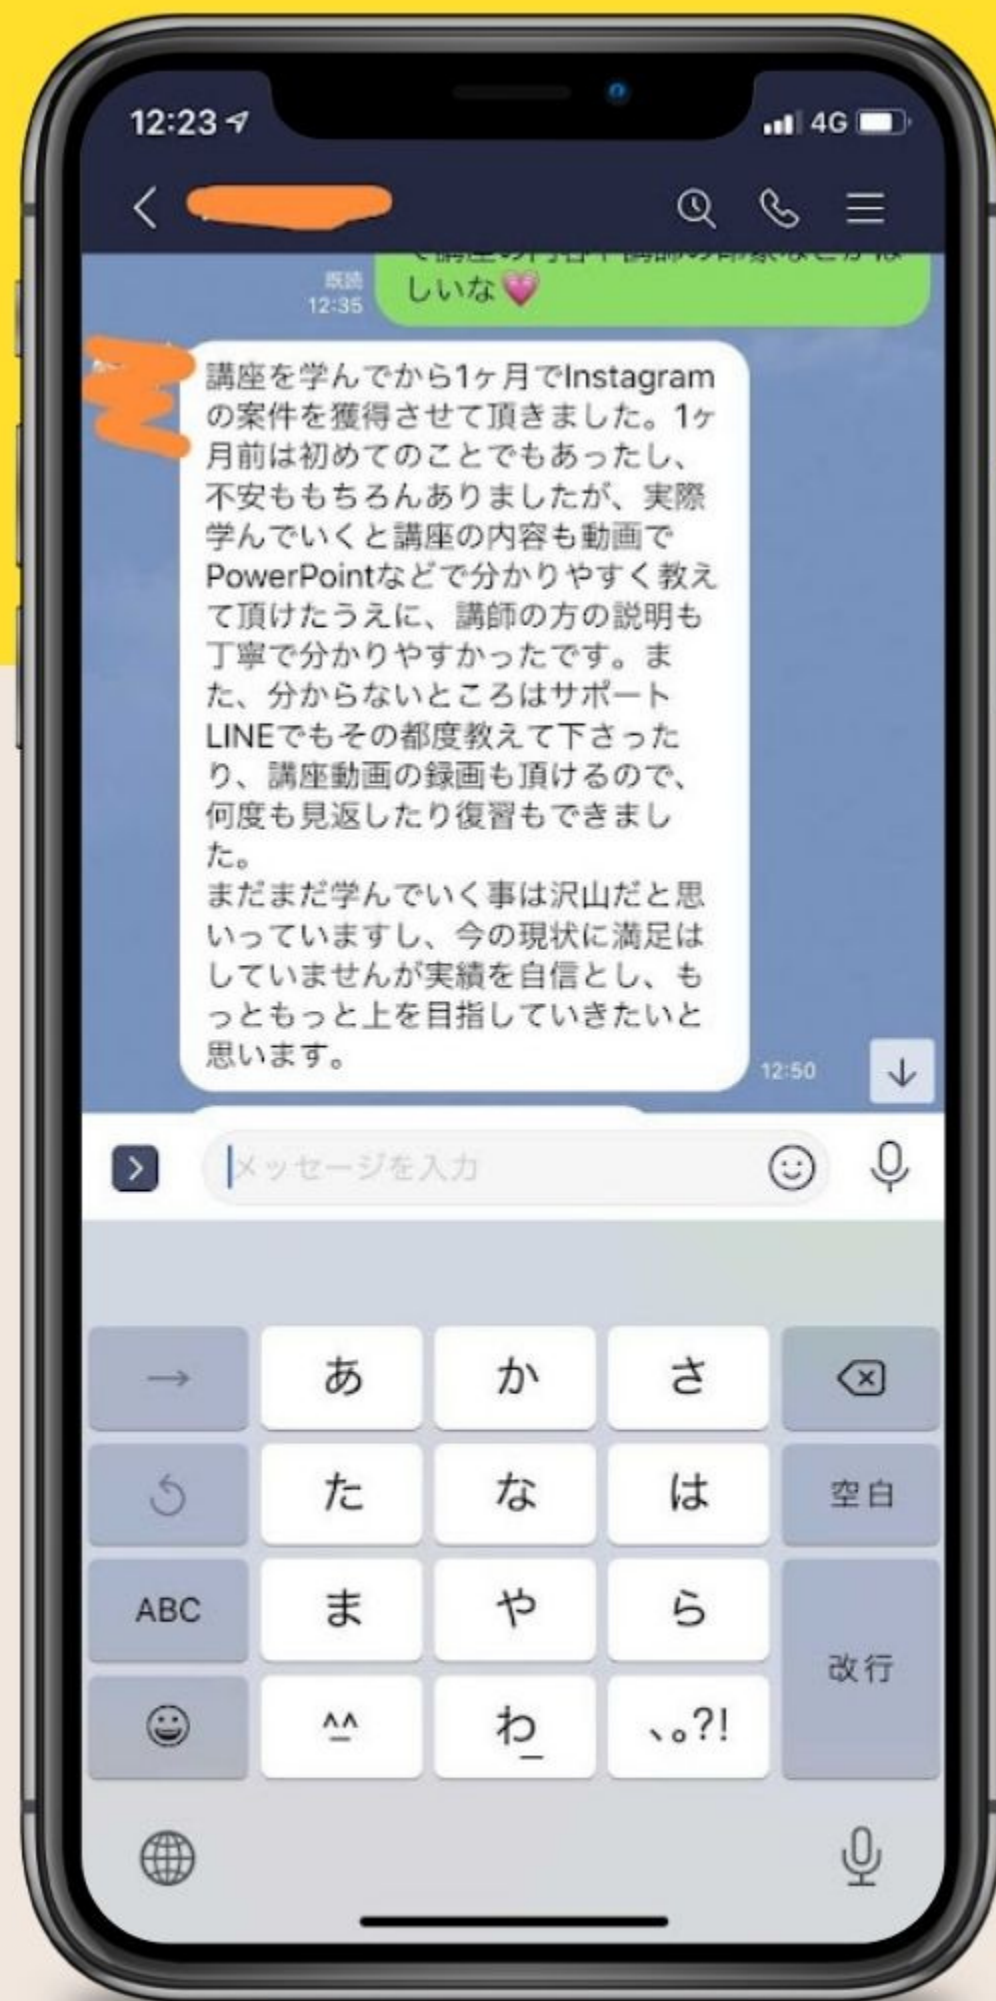 12:23
4G
しいな💗
既読
12:35
講座を学んでから1ヶ月でInstagram
の案件を獲得させて頂きました。1ヶ
月前は初めてのことでもあったし、
不安ももちろんありましたが、実際
学んでいくと講座の内容も動画で
PowerPointなどで分かりやすく教え
て頂けたうえに、講師の方の説明も
丁寧で分かりやすかったです。ま
た、分からないところはサポート
LINEでもその都度教えて下さった
り、講座動画の録画も頂けるので、
何度も見返したり復習もできまし
た。
まだまだ学んでいく事は沢山だと思
いっていますし、今の現状に満足は
していませんが実績を自信とし、も
っともっと上を目指していきたいと
思います。
12:50
メッセージを入力
→ あ か さ
た な は 空白
ABC ま や ら
^^ わ 、。?! 改行